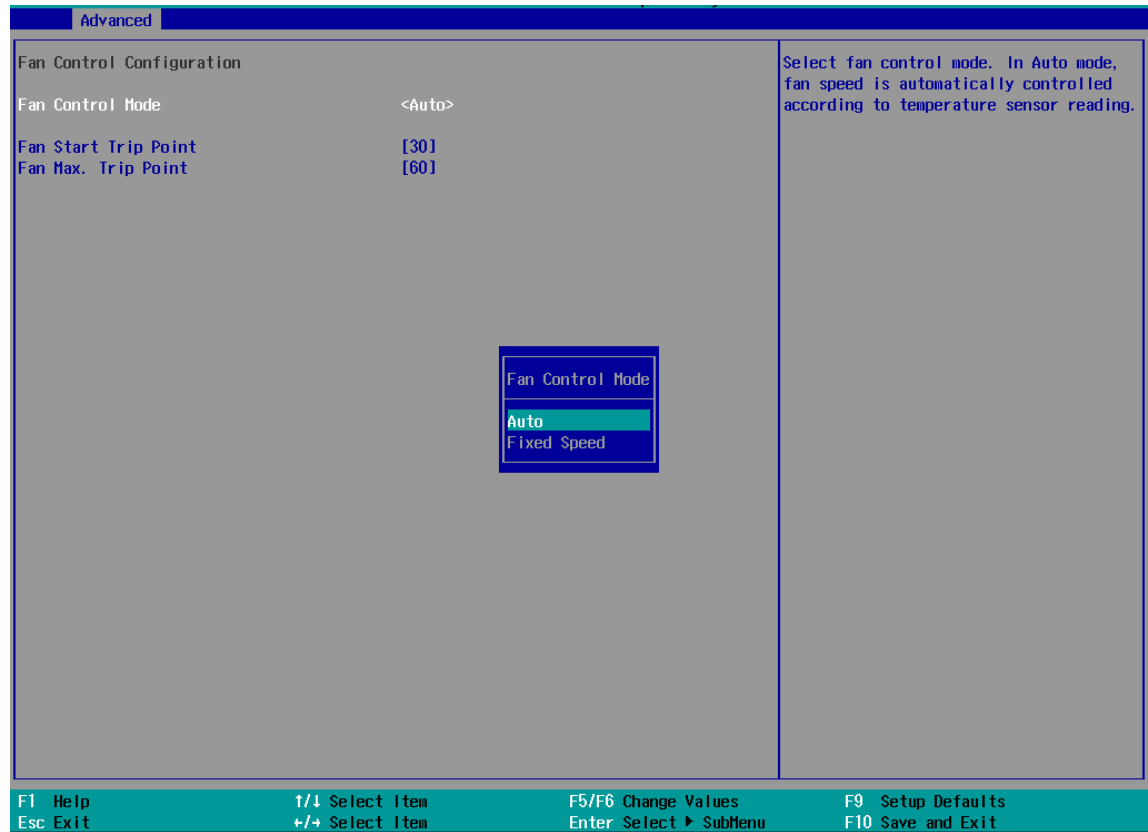 Advanced
Fan Control Configuration
Fan Control Mode <Auto>
Fan Start Trip Point [30]
Fan Max. Trip Point [60]
Select fan control mode. In Auto mode,
fan speed is automatically controlled
according to temperature sensor reading.
Fan Control Mode
Auto
Fixed Speed
F1 Help ↑/↓ Select Item F5/F6 Change Values F9 Setup Defaults
Esc Exit ←/→ Select Item Enter Select ▶ SubMenu F10 Save and Exit